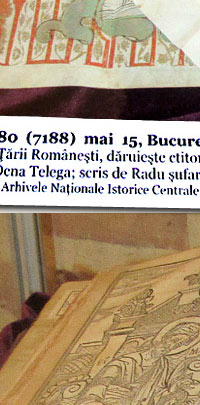 80 (7188) mai 15, Bucure
Țării Românești, dăruiește ctitor
Ocna Telega; scris de Radu șufar
Arhivele Naționale Istorice Centrale